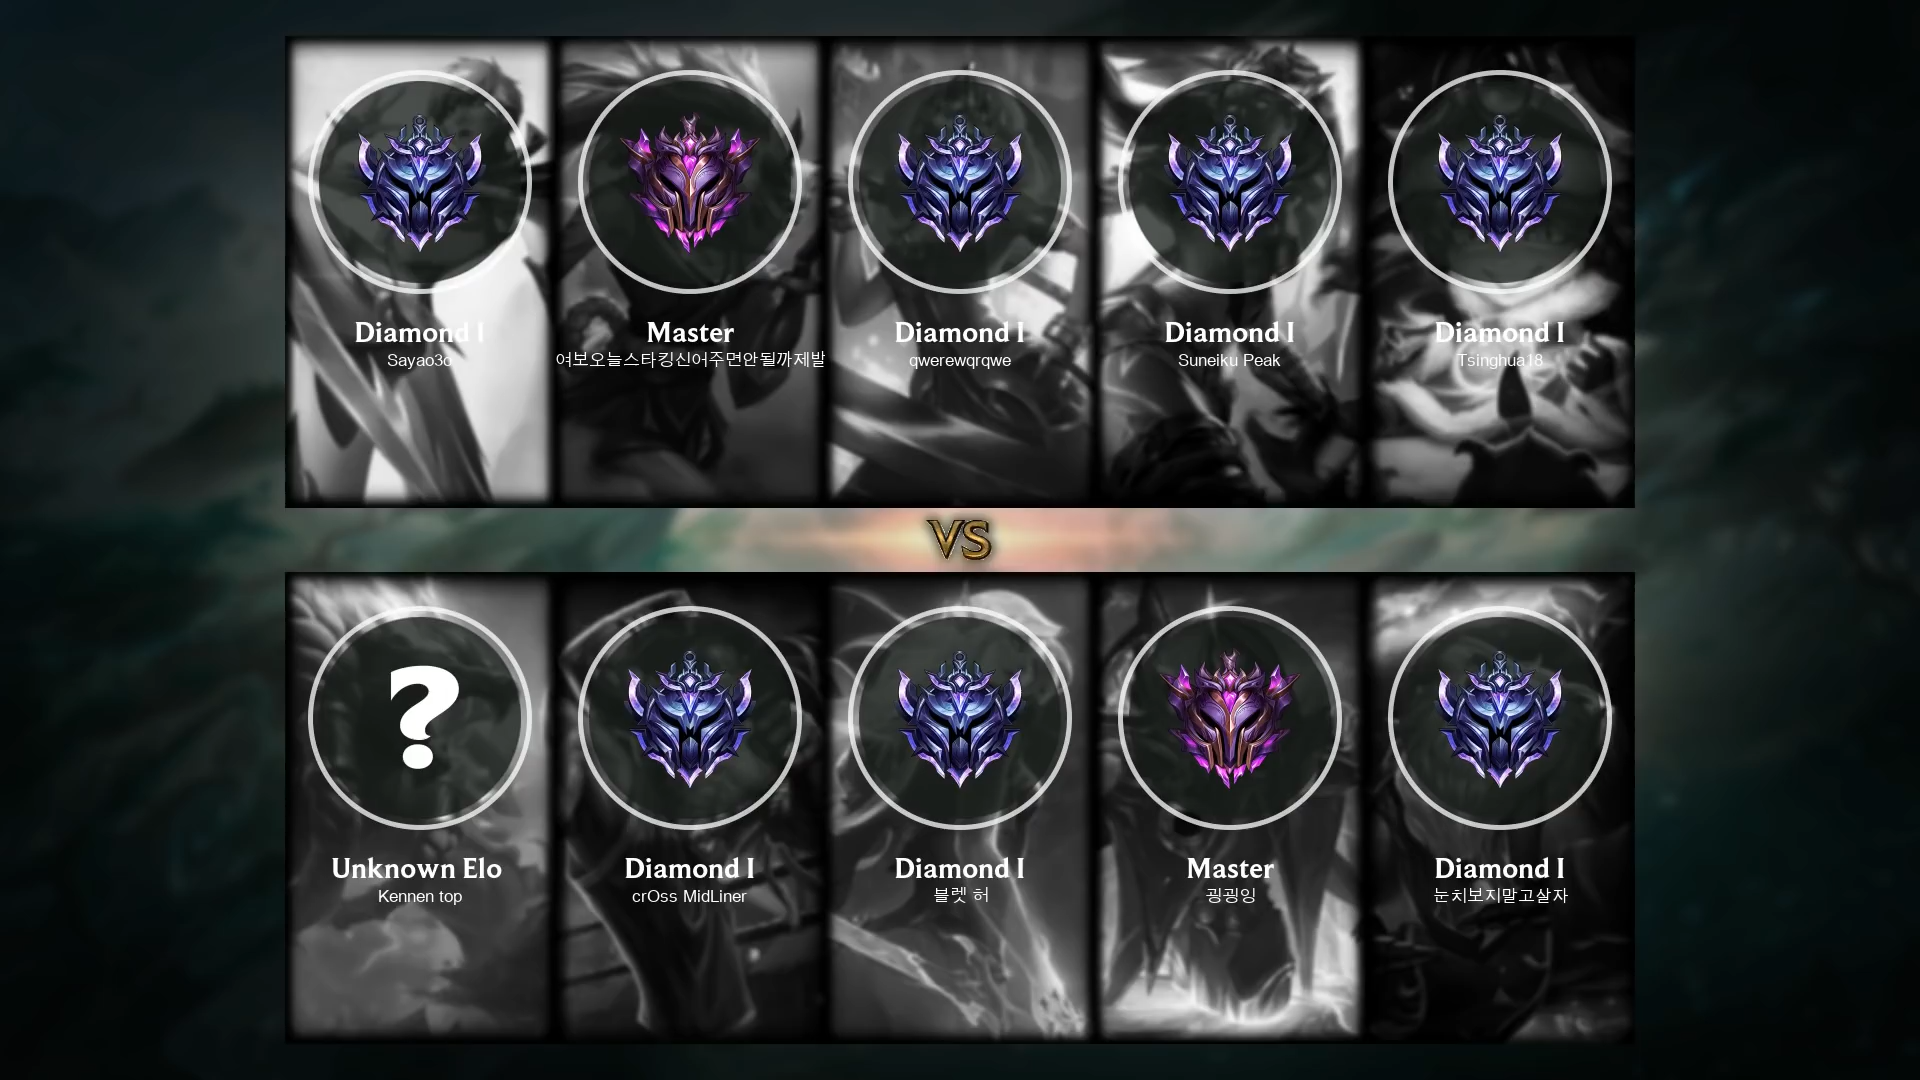 Diamond I
Sayao3o
Master
여보오늘스타킹신어주면안될까제발
Diamond I
qwerewqrqwe
Diamond I
Suneiku Peak
Diamond I
Tsinghua18
VS
?
Unknown Elo
Kennen top
Diamond I
crOss MidLiner
Diamond I
블렛 허
Master
굉굉잉
Diamond I
눈치보지말고살자